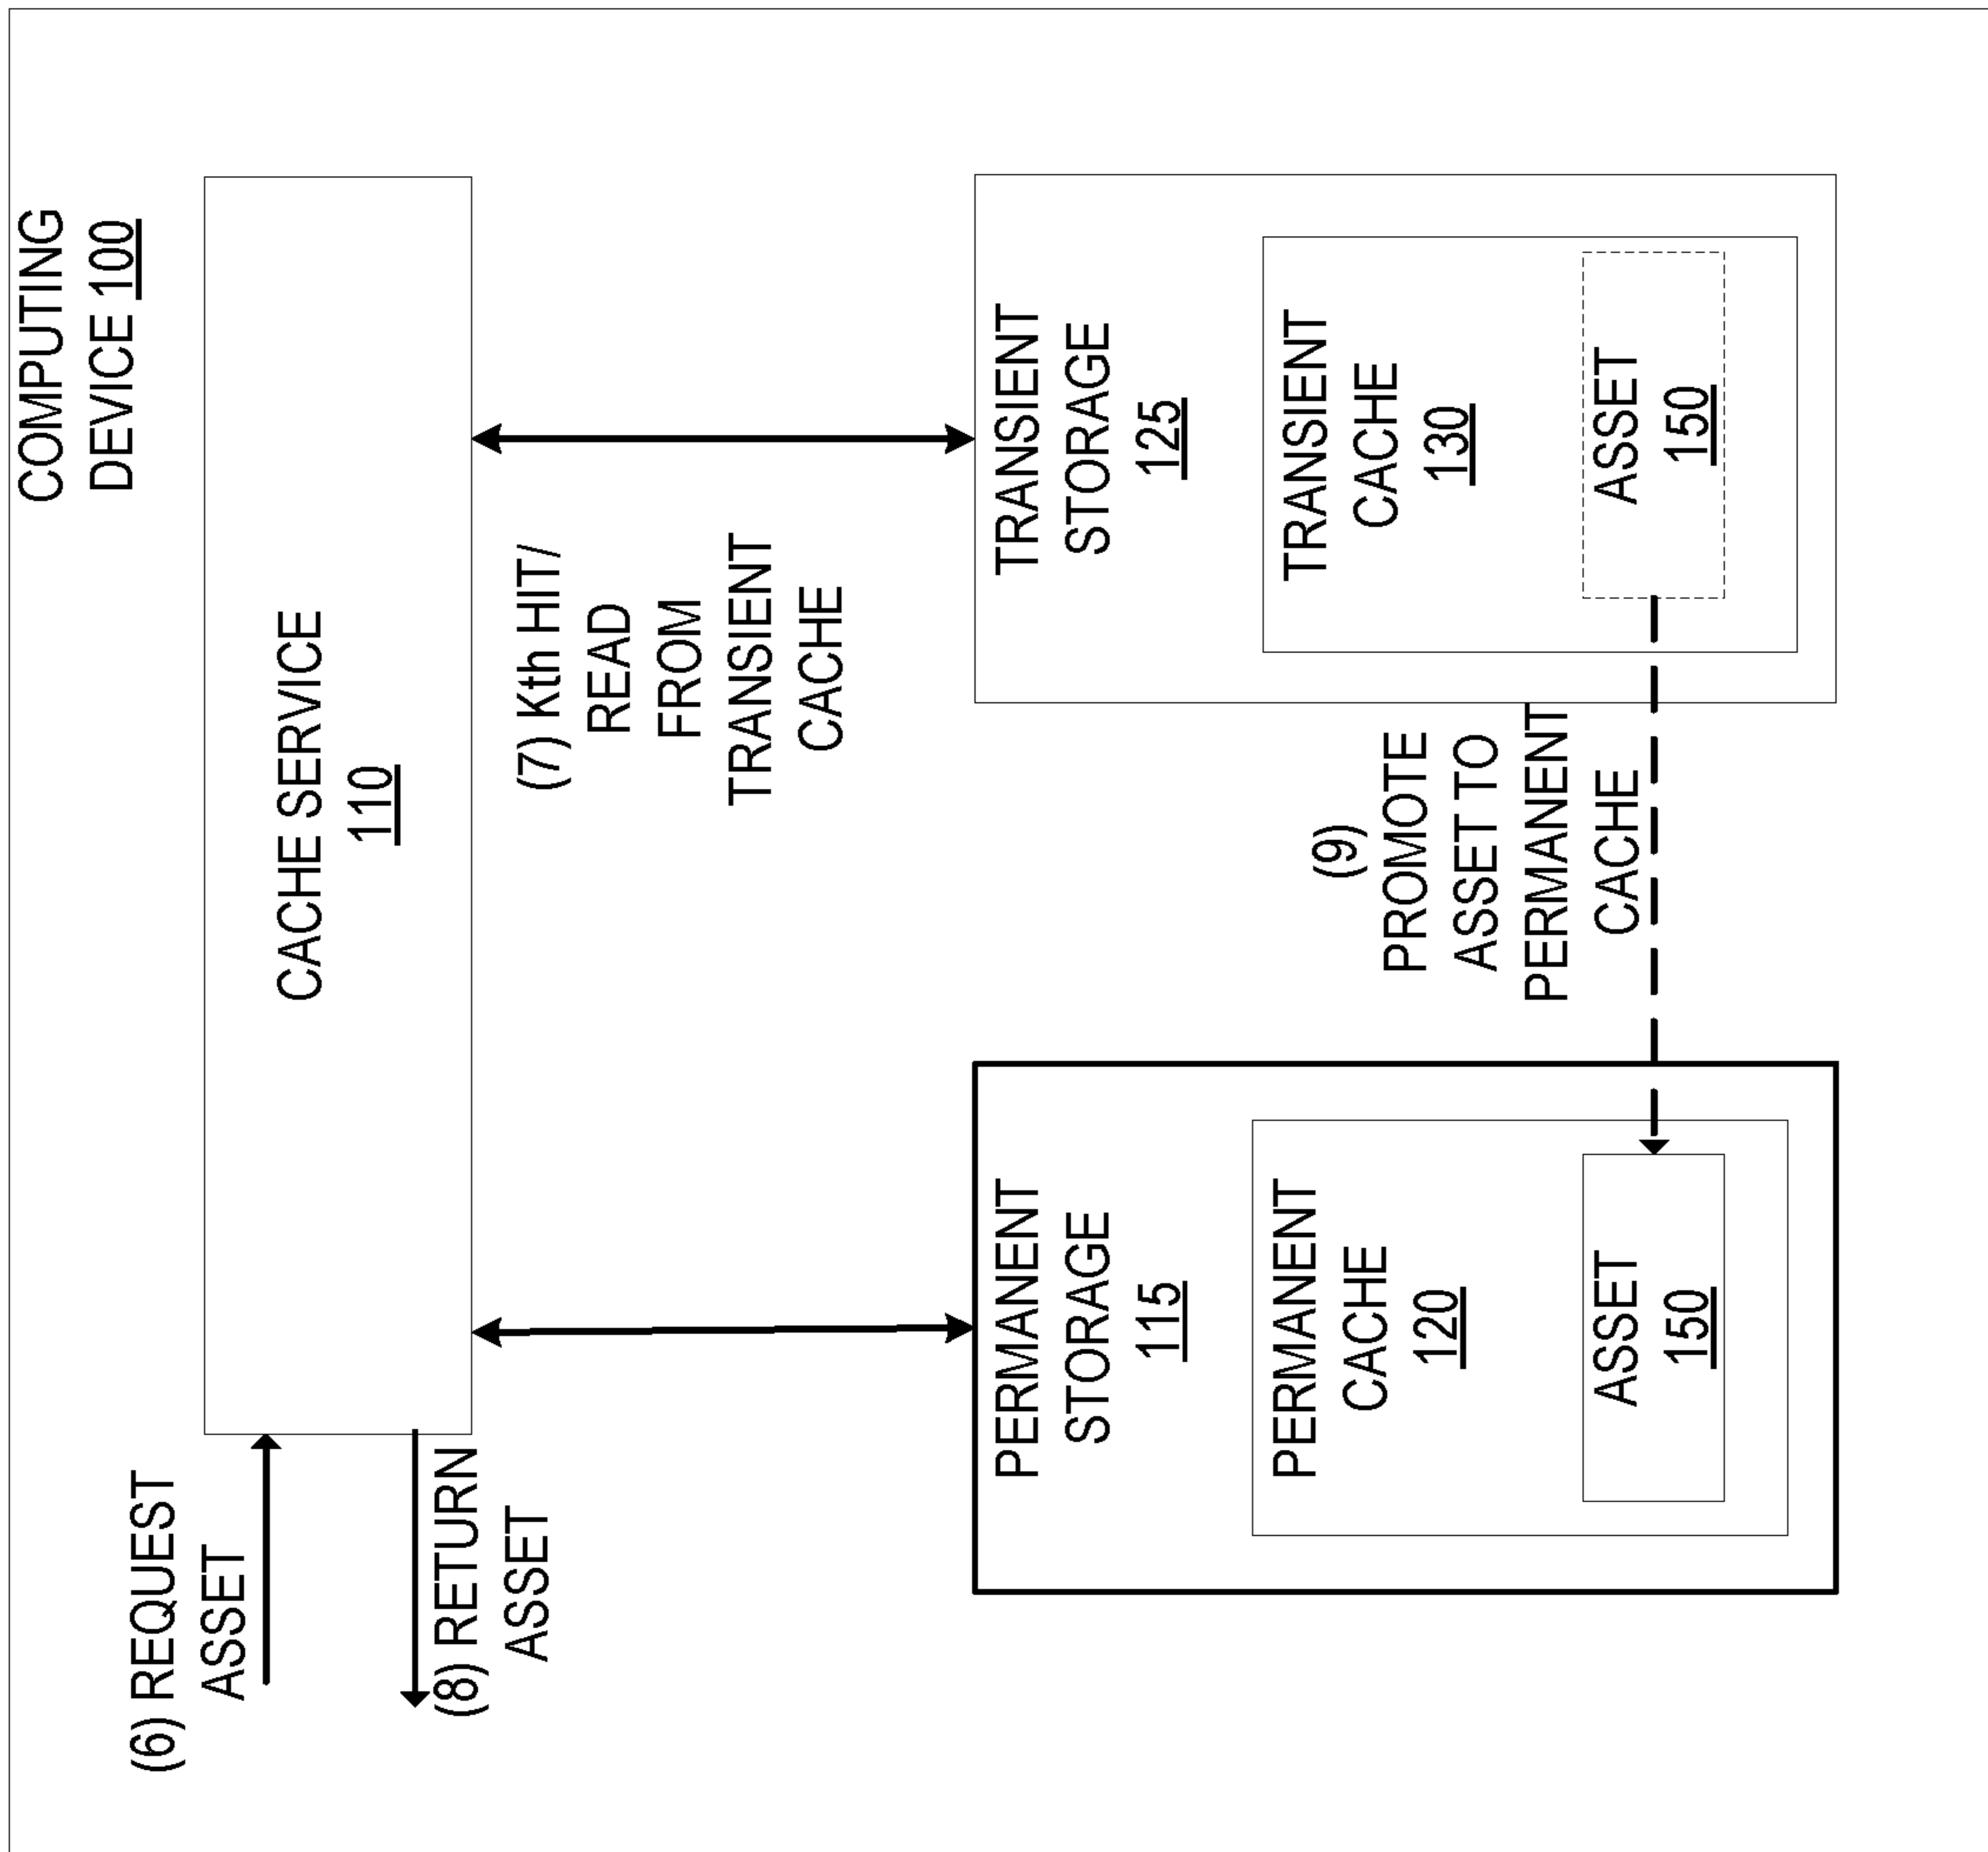 COMPUTING
DEVICE 100
(6) REQUEST
ASSET
CACHE SERVICE
110
(8) RETURN
ASSET
(7) Kth HIT/
READ
FROM
TRANSIENT
CACHE
PERMANENT
STORAGE
115
PERMANENT
CACHE
120
ASSET
150
(9)
PROMOTE
ASSET TO
PERMANENT
CACHE
TRANSIENT
STORAGE
125
TRANSIENT
CACHE
130
ASSET
150